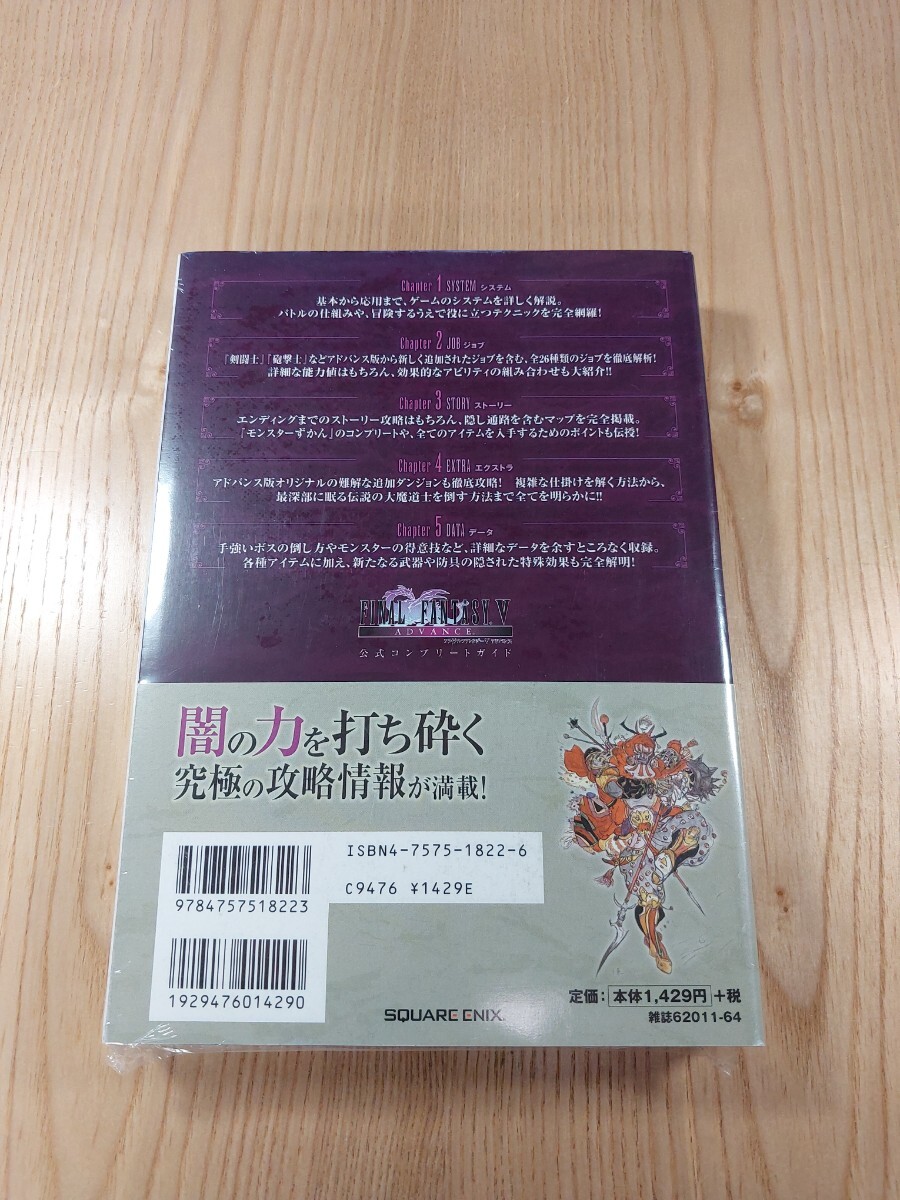 Chapter 1 SYSTEM システム
基本から応用まで、ゲームのシステムを詳しく解説。
バトルの仕組みや、冒険するうえで役に立つテクニックを完全網羅!
Chapter 2 JOB ジョブ
「剣闘士」「砲撃士」などアドバンス版から新しく追加されたジョブを含む、全26種類のジョブを徹底解析!
詳細な能力値はもちろん、効果的なアビリティの組み合わせも大紹介!!
Chapter 3 STORY ストーリー
エンディングまでのストーリー攻略はもちろん、隠し通路を含むマップを完全掲載。
「モンスターずかん」のコンプリートや、全てのアイテムを入手するためのポイントも伝授!
Chapter 4 EXTRA エクストラ
アドバンス版オリジナルの難解な追加ダンジョンも徹底攻略! 複雑な仕掛けを解く方法から、
最深部に眠る伝説の大魔道士を倒す方法まで全てを明らかに!!
Chapter 5 DATA データ
手強いボスの倒し方やモンスターの得意技など、詳細なデータを余すところなく収録。
各種アイテムに加え、新たなる武器や防具の隠された特殊効果も完全解明!
FINAL FANTASY V
ADVANCE
公式コンプリートガイド
闇の力を打ち砕く
究極の攻略情報が満載!
ISBN4-7575-1822-6
C9476 ¥1429E
9784757518223
1929476014290
定価: 本体1,429円 +税
雑誌62011-64
SQUARE ENIX.